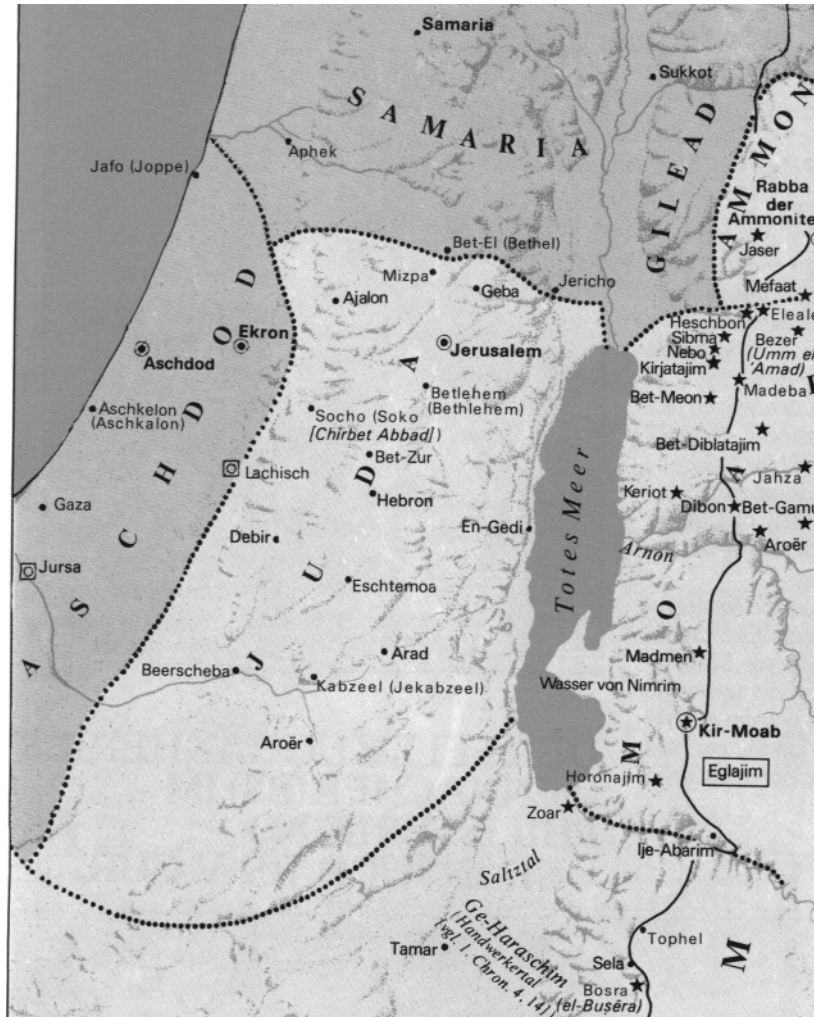 Samaria
Sukkot
SAMARIA
GILEAD
AMMON
Aphek
Jafo (Joppe)
Rabba
der
Ammonite
Jaser
Bet-El (Bethel)
Mizpa
Geba
Jericho
Mefaat
Ajalon
Heschbon
Eleale
Sibma
Bezer
(Umm el
'Amad)
Nebo
Kirjatajim
Ekron
Aschdod
Jerusalem
ASCHDOD
JUDA
Betlehem
(Bethlehem)
Madeba
Bet-Meon
Aschkelon
(Aschkalon)
Socho (Soko
[Chirbet Abbad])
Bet-Diblatajim
Bet-Zur
Lachisch
Jahza
Hebron
Keriot
Gaza
Dibon
Bet-Gamu
En-Gedi
Totes Meer
Debir
Aroër
Arnon
Jursa
Eschtemoa
MOA
Arad
Madmen
Beerscheba
Kabzeel (Jekabzeel)
Wasser von Nimrim
Aroër
Kir-Moab
Eglajim
Horonajim
Zoar
Ije-Abarim
Salztal
Ge-Haraschim
(Handwerkertal
[vgl. 1. Chron. 4, 14])
Tophel
Tamar
Sela
Bosra
(el-Buṣēra)
M